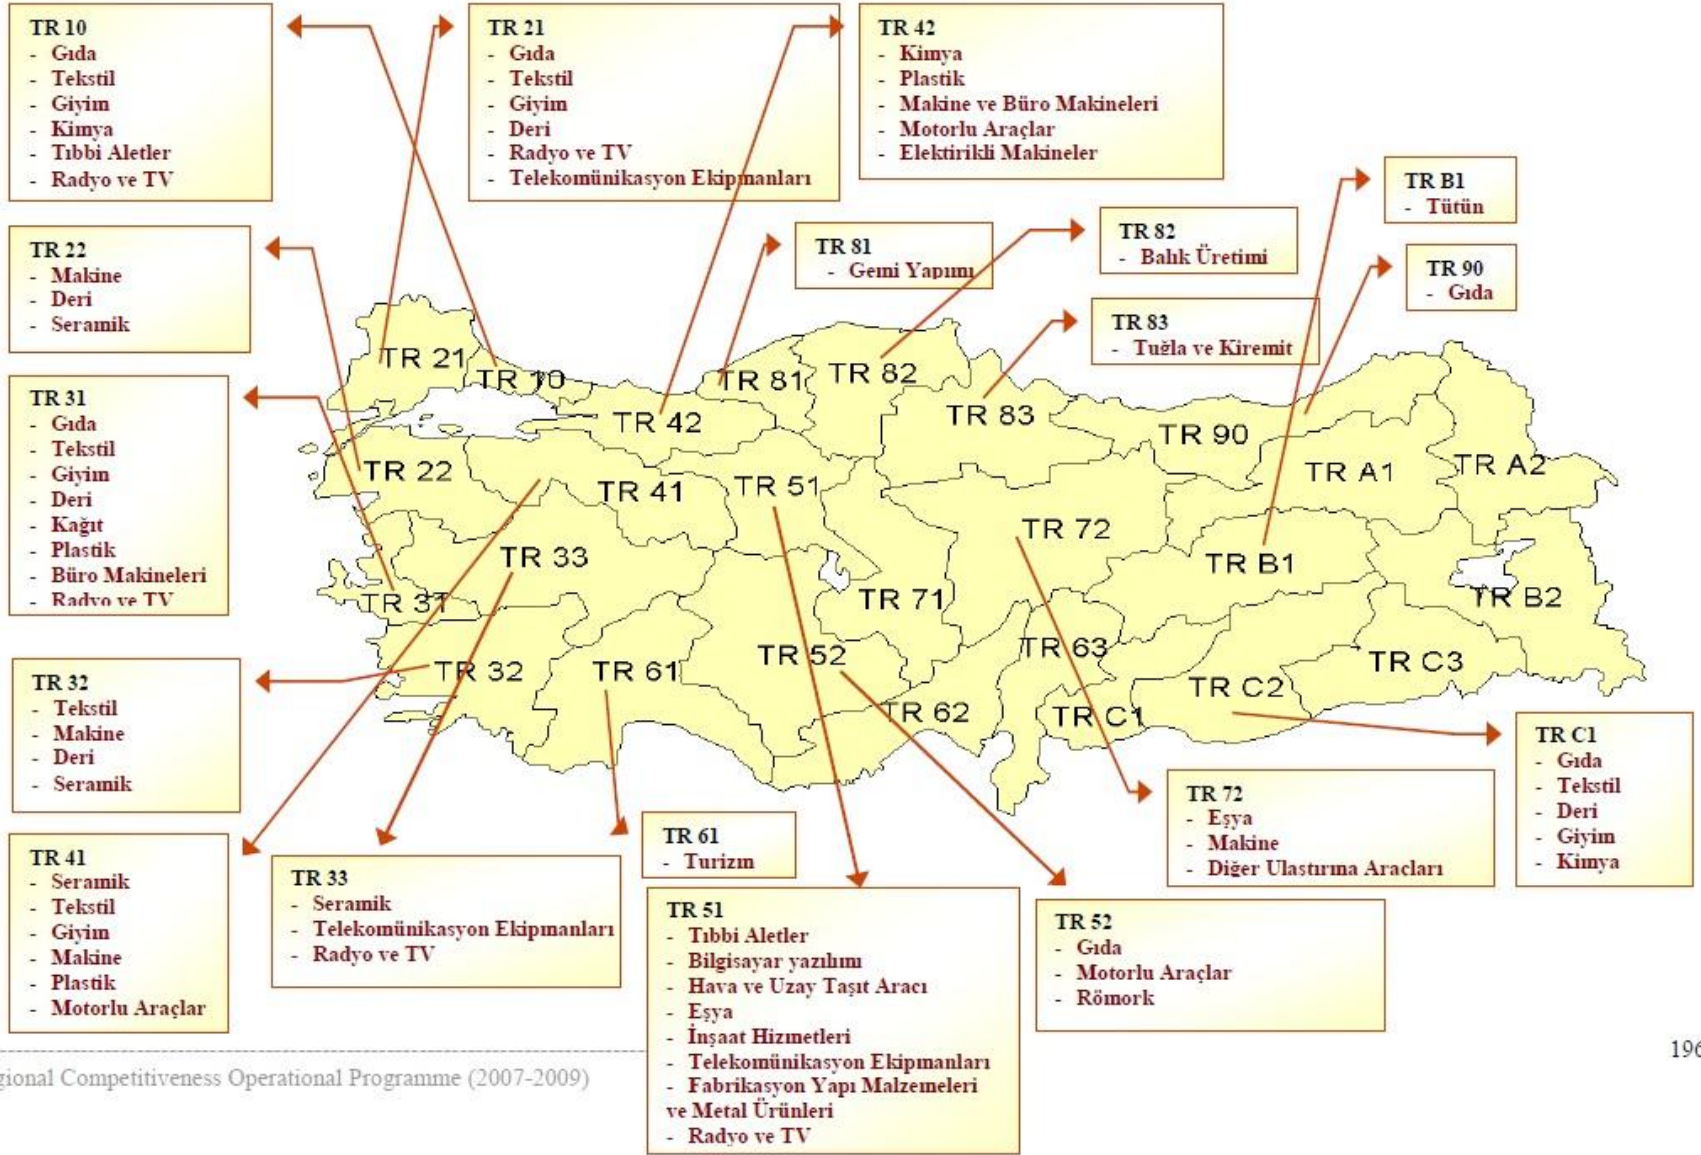 TR 10
- Gıda
- Tekstil
- Giyim
- Kimya
- Tıbbi Aletler
- Radyo ve TV
TR 21
- Gıda
- Tekstil
- Giyim
- Deri
- Radyo ve TV
- Telekomünikasyon Ekipmanları
TR 42
- Kimya
- Plastik
- Makine ve Büro Makineleri
- Motorlu Araçlar
- Elektirikli Makineler
TR B1
- Tütün
TR 22
- Makine
- Deri
- Seramik
TR 81
- Gemi Yapımı
TR 82
- Balık Üretimi
TR 90
- Gıda
TR 83
- Tuğla ve Kiremit
TR 31
- Gıda
- Tekstil
- Giyim
- Deri
- Kağıt
- Plastik
- Büro Makineleri
- Radyo ve TV
TR 21
TR 10
TR 81
TR 82
TR 42
TR 83
TR 90
TR 22
TR 41
TR 51
TR A1
TR A2
TR 33
TR 72
TR B1
TR 31
TR 71
TR B2
TR 32
TR 61
TR 52
TR 63
TR C3
TR 62
TR C1
TR C2
TR 32
- Tekstil
- Makine
- Deri
- Seramik
TR C1
- Gıda
- Tekstil
- Deri
- Giyim
- Kimya
TR 72
- Eşya
- Makine
- Diğer Ulaştırma Araçları
TR 41
- Seramik
- Tekstil
- Giyim
- Makine
- Plastik
- Motorlu Araçlar
TR 33
- Seramik
- Telekomünikasyon Ekipmanları
- Radyo ve TV
TR 61
- Turizm
TR 51
- Tıbbi Aletler
- Bilgisayar yazılımı
- Hava ve Uzay Taşıt Aracı
- Eşya
- İnşaat Hizmetleri
- Telekomünikasyon Ekipmanları
- Fabrikasyon Yapı Malzemeleri
ve Metal Ürünleri
- Radyo ve TV
TR 52
- Gıda
- Motorlu Araçlar
- Römork
gional Competitiveness Operational Programme (2007-2009)
196